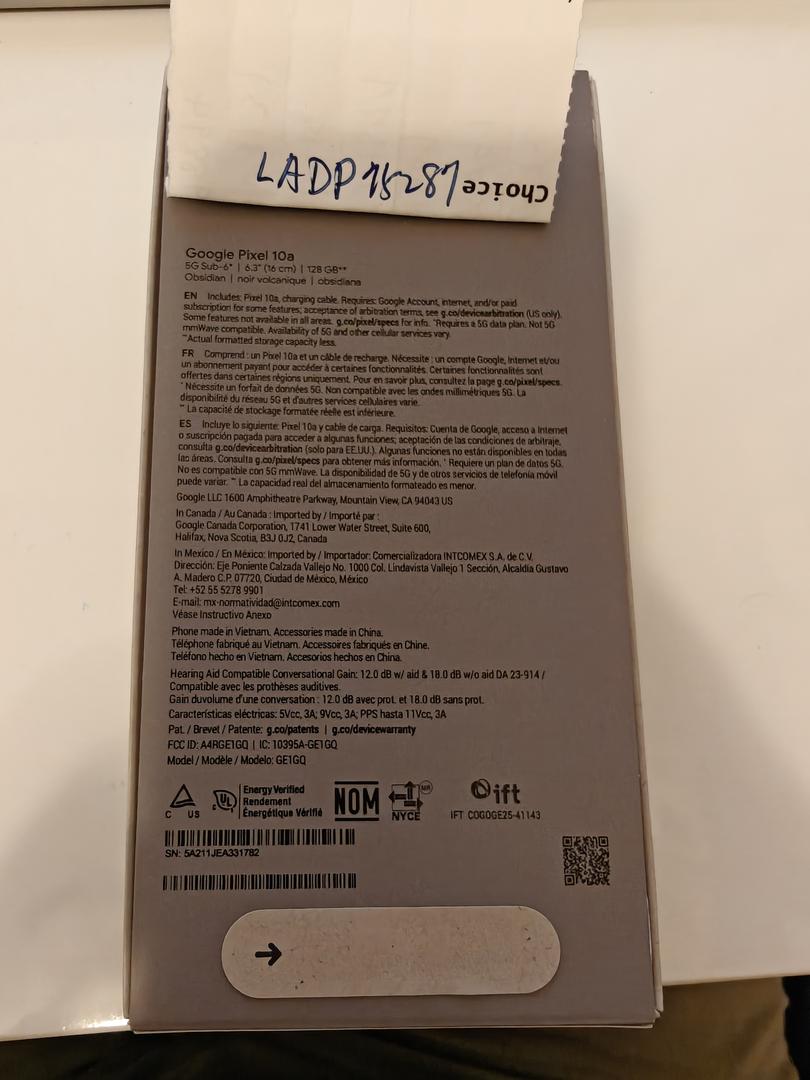 LADP75287
Choice
Google Pixel 10a
5G Sub-6* | 6.3" (16 cm) | 128 GB**
Obsidian | noir volcanique | obsidiana
EN Includes: Pixel 10a, charging cable. Requires: Google Account, internet, and/or paid
subscription for some features; acceptance of arbitration terms, see g.co/devicearbitration (US only).
Some features not available in all areas. g.co/pixel/specs for info. *Requires a 5G data plan. Not 5G
mmWave compatible. Availability of 5G and other cellular services vary.
**Actual formatted storage capacity less.
FR Comprend : un Pixel 10a et un câble de recharge. Nécessite : un compte Google, Internet et/ou
un abonnement payant pour accéder à certaines fonctionnalités. Certaines fonctionnalités sont
offertes dans certaines régions uniquement. Pour en savoir plus, consultez la page g.co/pixel/specs.
* Nécessite un forfait de données 5G. Non compatible avec les ondes millimétriques 5G. La
disponibilité du réseau 5G et d'autres services cellulaires varie.
** La capacité de stockage formatée réelle est inférieure.
ES Incluye lo siguiente: Pixel 10a y cable de carga. Requisitos: Cuenta de Google, acceso a Internet
o suscripción pagada para acceder a algunas funciones; aceptación de las condiciones de arbitraje,
consulta g.co/devicearbitration (solo para EE.UU.). Algunas funciones no están disponibles en todas
las áreas. Consulta g.co/pixel/specs para obtener más información. * Requiere un plan de datos 5G.
No es compatible con 5G mmWave. La disponibilidad de 5G y de otros servicios de telefonía móvil
puede variar. ** La capacidad real del almacenamiento formateado es menor.
Google LLC 1600 Amphitheatre Parkway, Mountain View, CA 94043 US
In Canada / Au Canada : Imported by / Importé par :
Google Canada Corporation, 1741 Lower Water Street, Suite 600,
Halifax, Nova Scotia, B3J 0J2, Canada
In Mexico / En México: Imported by / Importador: Comercializadora INTCOMEX S.A. de C.V.
Dirección: Eje Poniente Calzada Vallejo No. 1000 Col. Lindavista Vallejo 1 Sección, Alcaldía Gustavo
A. Madero C.P. 07720, Ciudad de México, México
Tel: +52 55 5278 9901
E-mail: mx-normatividad@intcomex.com
Véase Instructivo Anexo
Phone made in Vietnam. Accessories made in China.
Téléphone fabriqué au Vietnam. Accessoires fabriqués en Chine.
Teléfono hecho en Vietnam. Accesorios hechos en China.
Hearing Aid Compatible Conversational Gain: 12.0 dB w/ aid & 18.0 dB w/o aid DA 23-914 /
Compatible avec les prothèses auditives.
Gain duvolume d'une conversation : 12.0 dB avec prot. et 18.0 dB sans prot.
Características eléctricas: 5Vcc, 3A; 9Vcc, 3A; PPS hasta 11Vcc, 3A
Pat. / Brevet / Patente: g.co/patents | g.co/devicewarranty
FCC ID: A4RGE1GQ | IC: 10395A-GE1GQ
Model / Modèle / Modelo: GE1GQ
C US
c UL
Energy Verified
Rendement
Énergétique Vérifié
NOM
MR
NYCE
ift
IFT COGOGE25-41143
SN: 5A211JEA331782